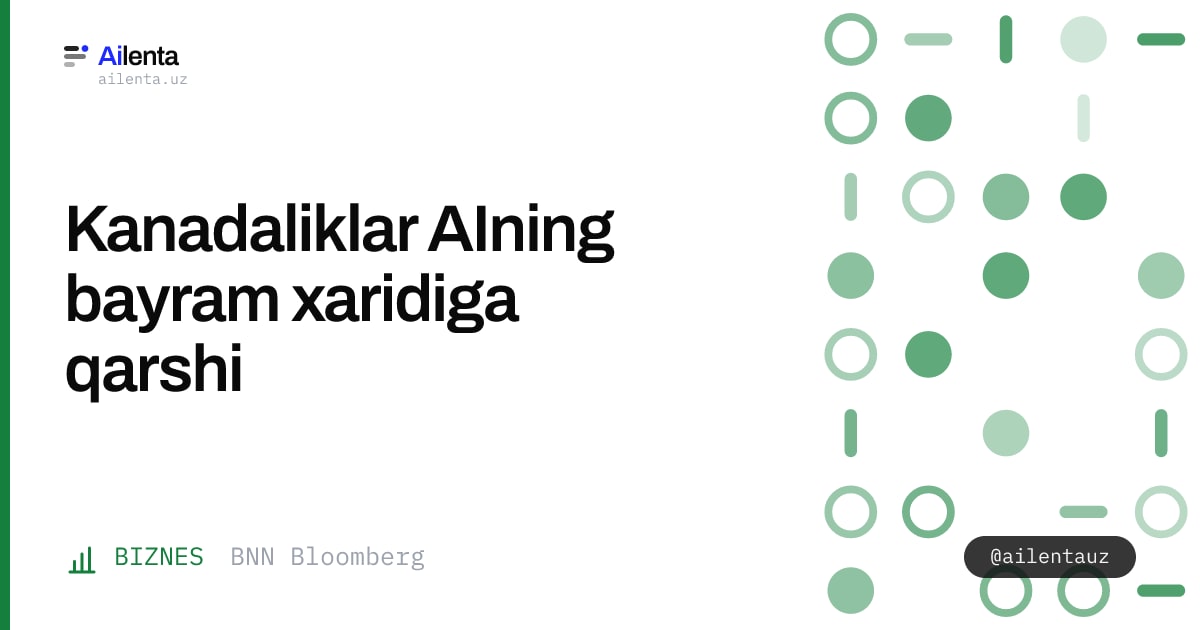 Ailenta
ailenta.uz
Kanadaliklar AIning
bayram xaridiga
qarshi
BIZNES BNN Bloomberg
@ailentauz